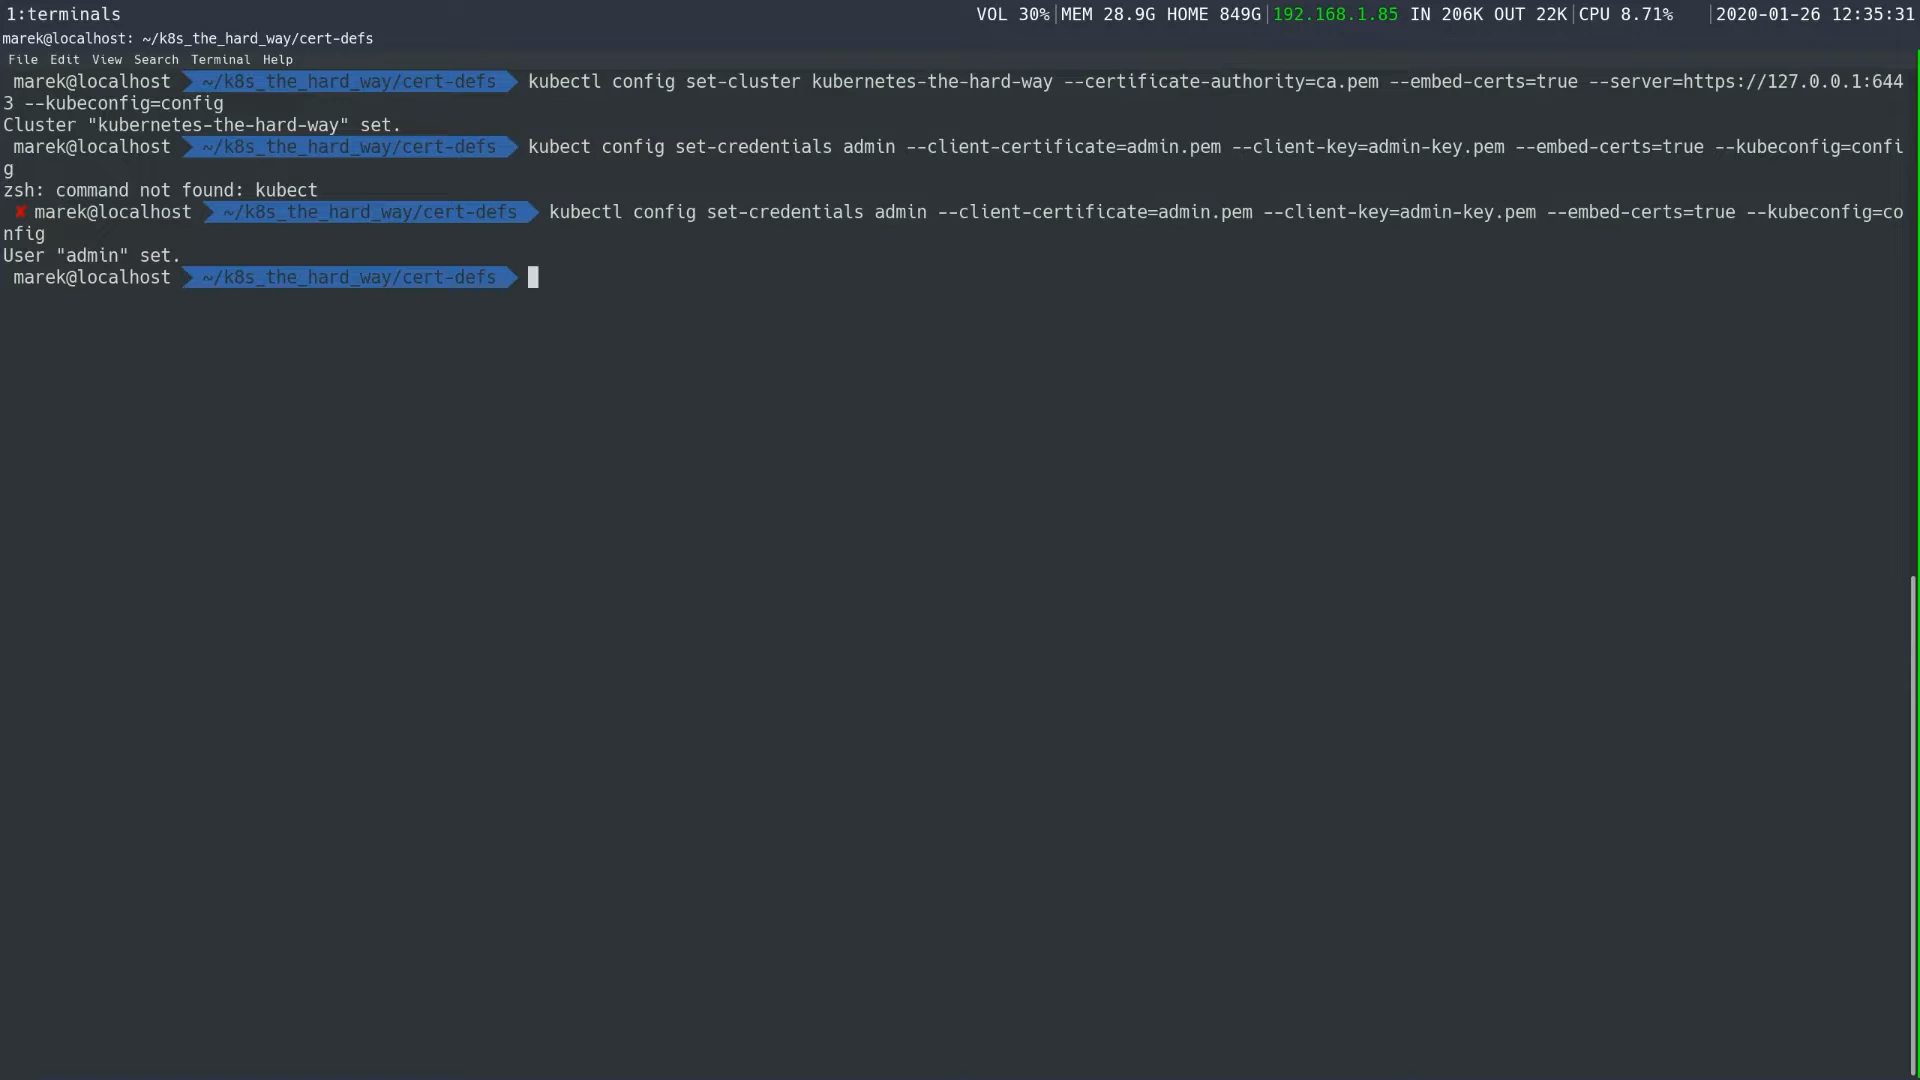 1:terminals VOL 30%|MEM 28.9G HOME 849G|192.168.1.85 IN 206K OUT 22K|CPU 8.71% |2020-01-26 12:35:31
marek@localhost: ~/k8s_the_hard_way/cert-defs
File Edit View Search Terminal Help
marek@localhost ~/k8s_the_hard_way/cert-defs kubectl config set-cluster kubernetes-the-hard-way --certificate-authority=ca.pem --embed-certs=true --server=https://127.0.0.1:644
3 --kubeconfig=config
Cluster "kubernetes-the-hard-way" set.
marek@localhost ~/k8s_the_hard_way/cert-defs kubect config set-credentials admin --client-certificate=admin.pem --client-key=admin-key.pem --embed-certs=true --kubeconfig=confi
g
zsh: command not found: kubect
✘ marek@localhost ~/k8s_the_hard_way/cert-defs kubectl config set-credentials admin --client-certificate=admin.pem --client-key=admin-key.pem --embed-certs=true --kubeconfig=co
nfig
User "admin" set.
marek@localhost ~/k8s_the_hard_way/cert-defs